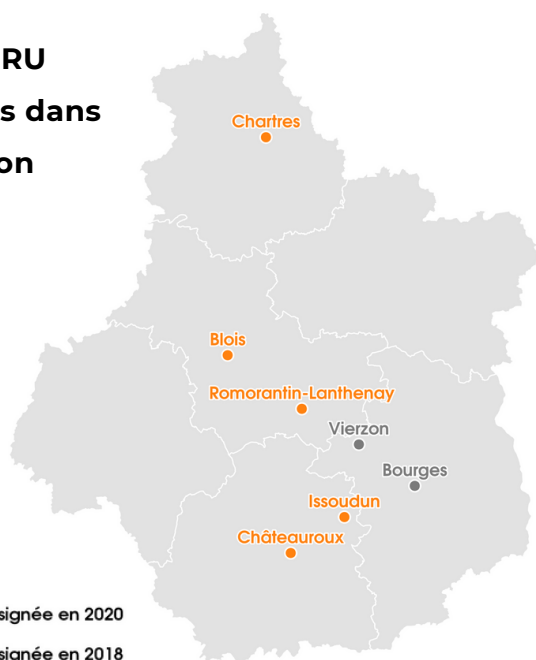 RU
s dans
on
Chartres
Blois
Romorantin-Lanthenay
Vierzon
Bourges
Issoudun
Châteauroux
signée en 2020
signée en 2018